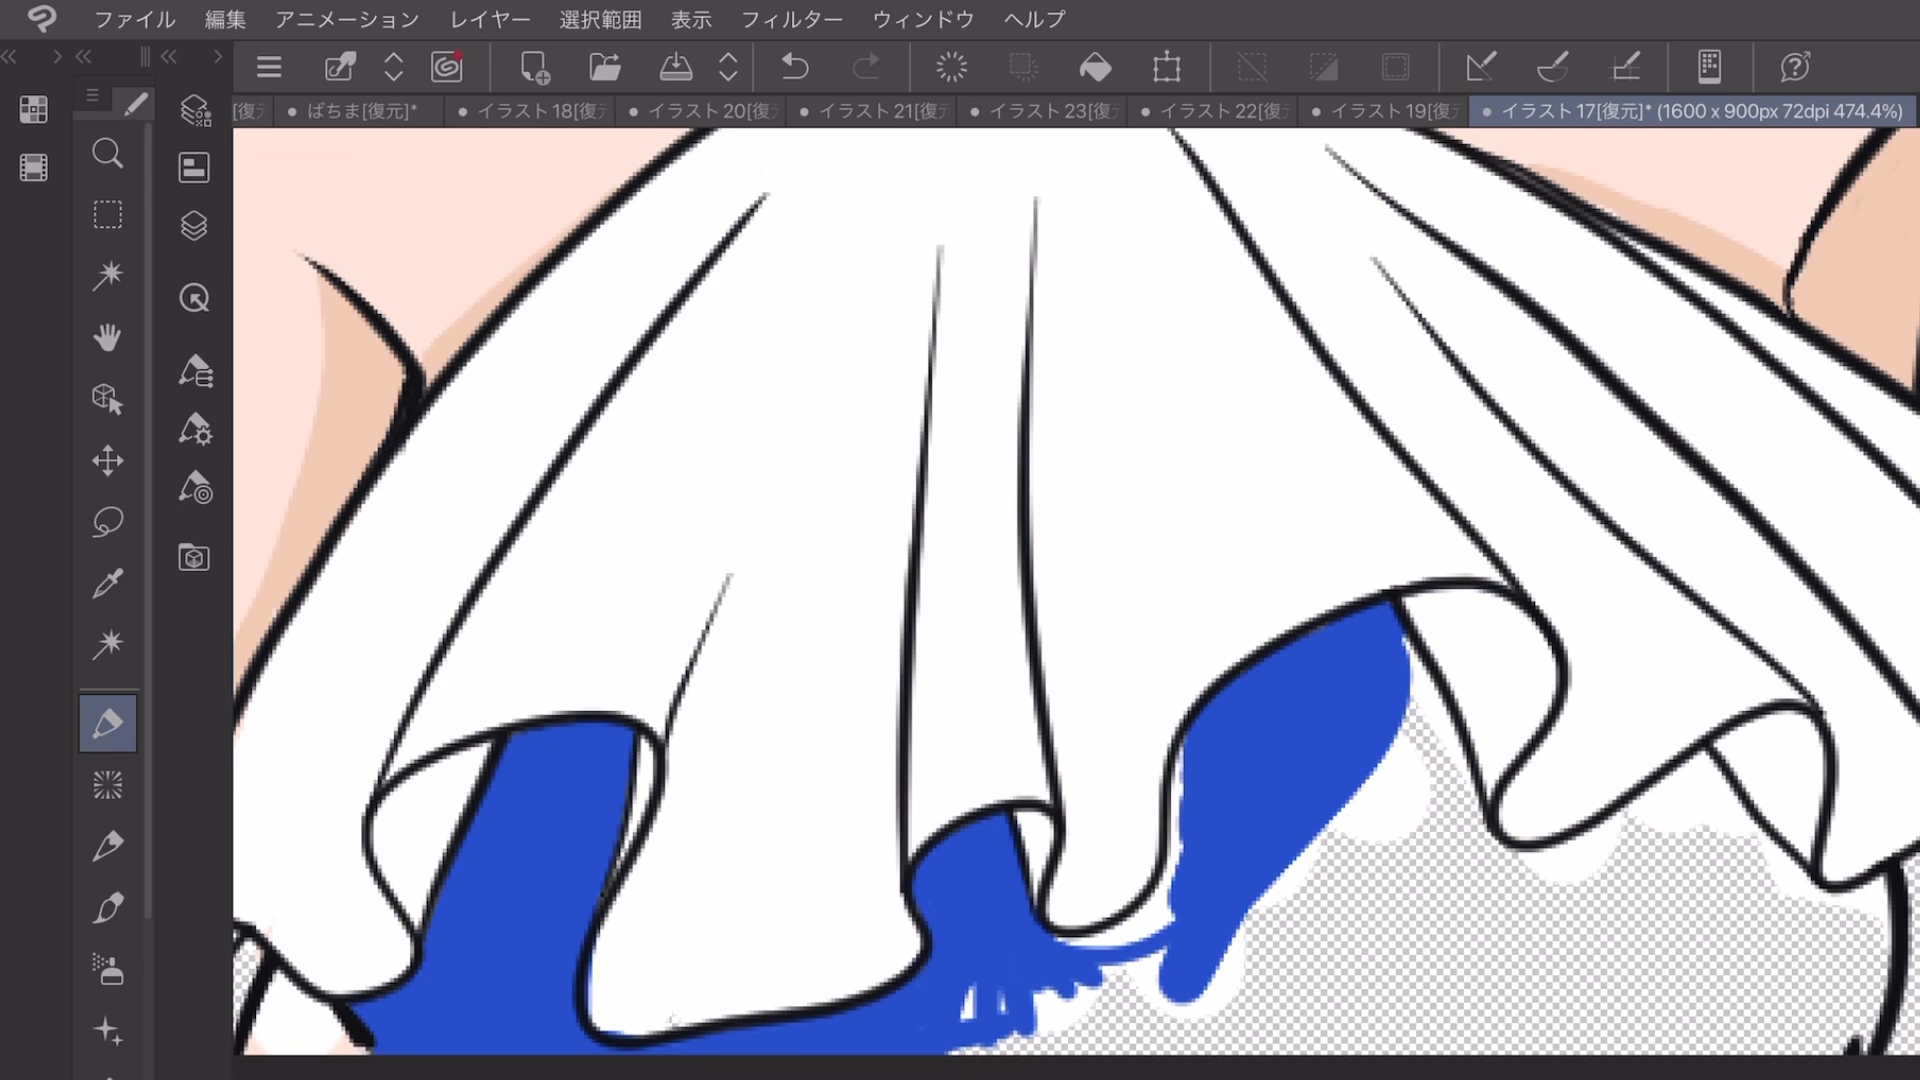 ファイル 編集 アニメーション レイヤー 選択範囲 表示 フィルター ウィンドウ ヘルプ
[復元 ばちま[復元]* イラスト18[復 イラスト20[復 イラスト21[復 イラスト23[復 イラスト22[復 イラスト19[復 イラスト17[復元]* (1600 x 900px 72dpi 474.4%)